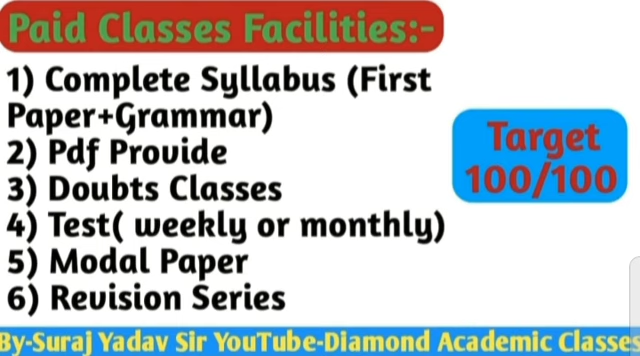 Paid Classes Facilities:-
1) Complete Syllabus (First
Paper+Grammar)
2) Pdf Provide
3) Doubts Classes
4) Test( weekly or monthly)
5) Modal Paper
6) Revision Series
Target
100/100
By-Suraj Yadav Sir YouTube-Diamond Academic Classes